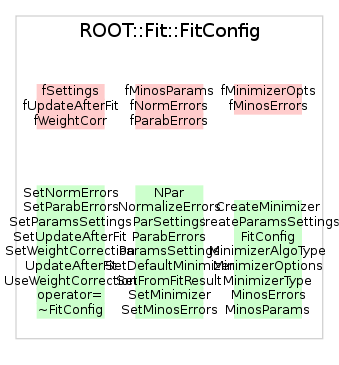 ROOT::Fit::FitConfig
fSettings
fUpdateAfterFit
fWeightCorr
fMinosParams
fNormErrors
fParabErrors
fMinimizerOpts
fMinosErrors
SetNormErrors
SetParabErrors
SetParamsSettings
SetUpdateAfterFit
SetWeightCorrection
UpdateAfterFit
UseWeightCorrection
operator=
~FitConfig
NPar
NormalizeErrors
ParSettings
ParabErrors
ParamsSettings
SetDefaultMinimizer
SetFromFitResult
SetMinimizer
SetMinosErrors
CreateMinimizer
CreateParamsSettings
FitConfig
MinimizerAlgoType
MinimizerOptions
MinimizerType
MinosErrors
MinosParams